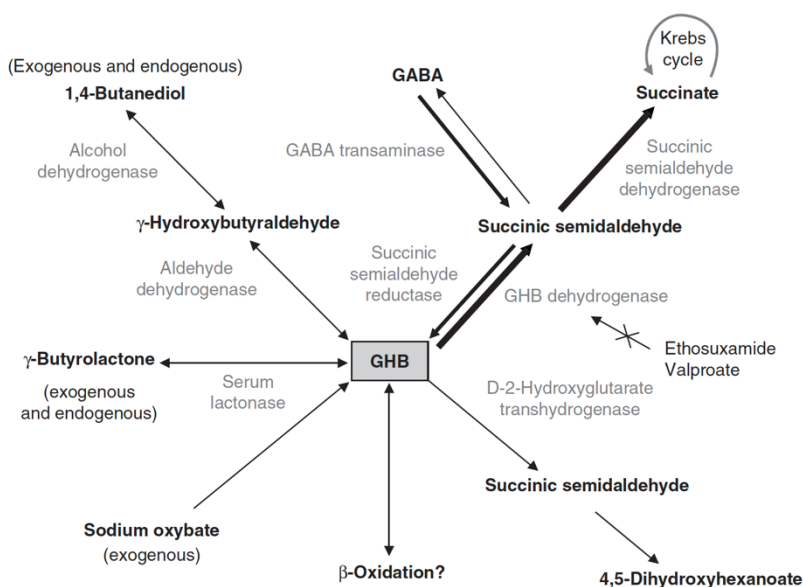 Krebs
cycle
(Exogenous and endogenous)
1,4-Butanediol
GABA
Succinate
Alcohol
dehydrogenase
GABA transaminase
Succinic
semialdehyde
dehydrogenase
γ-Hydroxybutyraldehyde
Succinic semidaldehyde
Aldehyde
dehydrogenase
Succinic
semialdehyde
reductase
GHB dehydrogenase
γ-Butyrolactone
GHB
Ethosuxamide
Valproate
(exogenous
and endogenous)
Serum
lactonase
D-2-Hydroxyglutarate
transhydrogenase
Succinic semidaldehyde
Sodium oxybate
(exogenous)
β-Oxidation?
4,5-Dihydroxyhexanoate